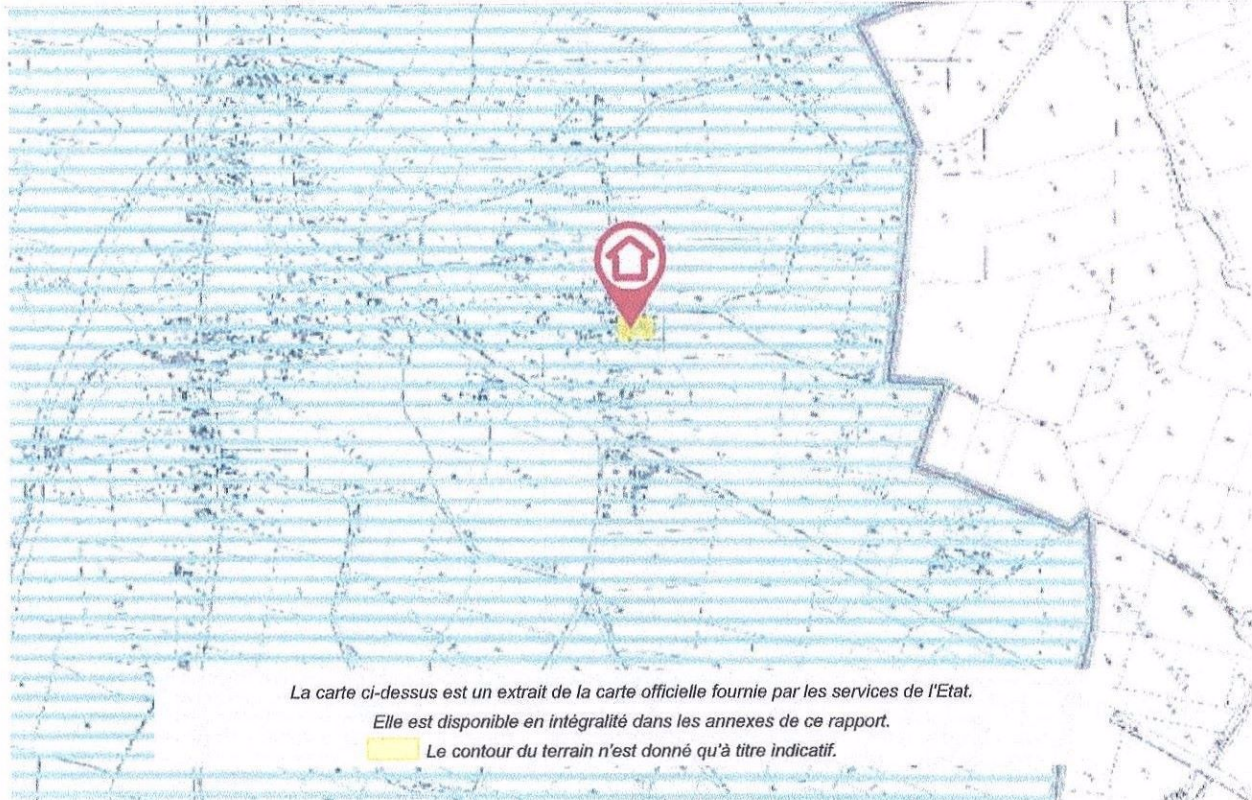 La carte ci-dessus est un extrait de la carte officielle fournie par les services de l'Etat.
Elle est disponible en intégralité dans les annexes de ce rapport.
Le contour du terrain n'est donné qu'à titre indicatif.